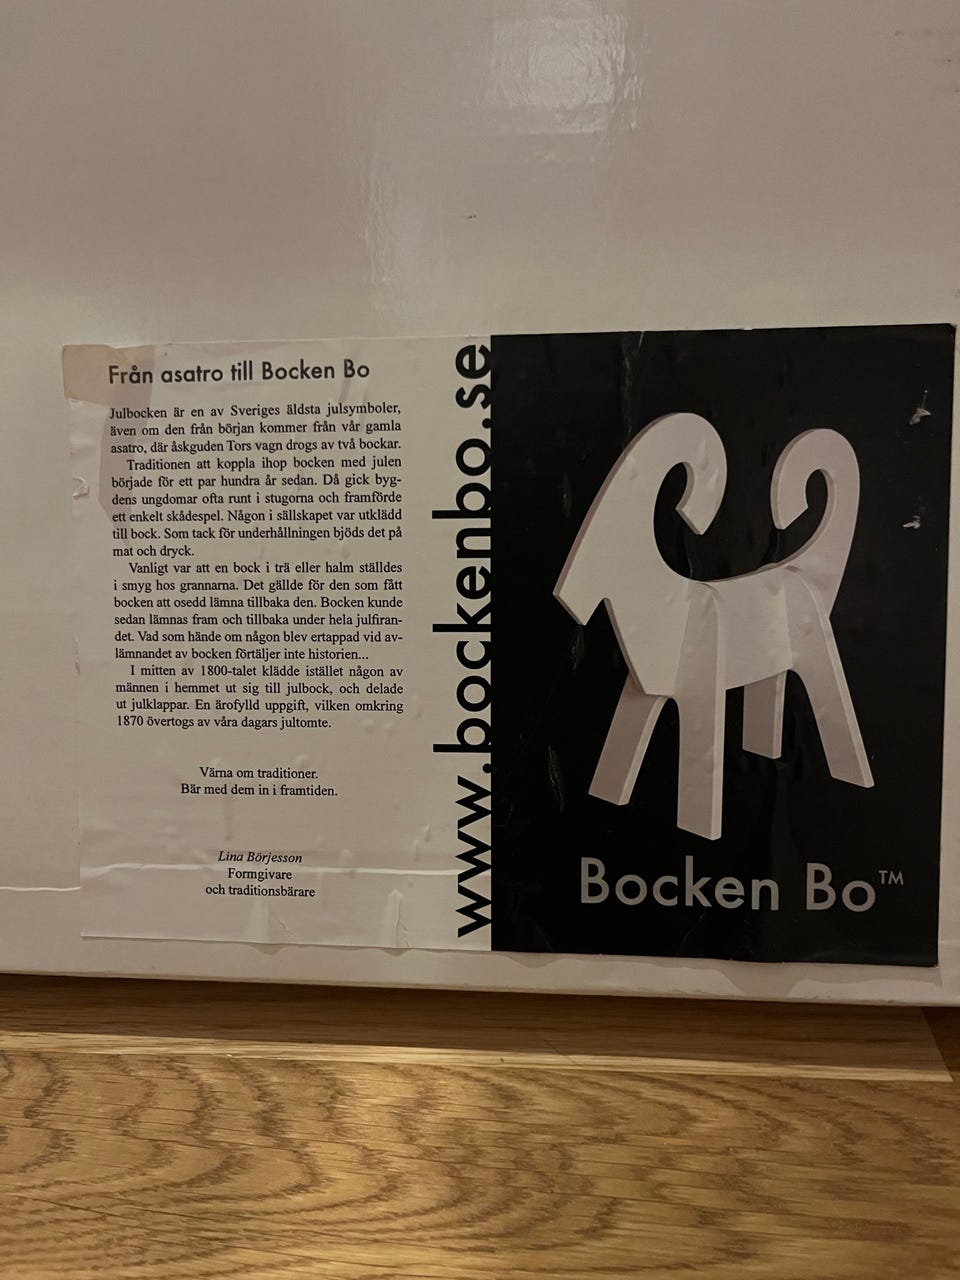 Från asatro till Bocken Bo
Julbocken är en av Sveriges äldsta julsymboler,
även om den från början kommer från vår gamla
asatro, där åskguden Tors vagn drogs av två bockar.
Traditionen att koppla ihop bocken med julen
började för ett par hundra år sedan. Då gick byg-
dens ungdomar ofta runt i stugorna och framförde
ett enkelt skådespel. Någon i sällskapet var utklädd
till bock. Som tack för underhållningen bjöds det på
mat och dryck.
Vanligt var att en bock i trä eller halm ställdes
i smyg hos grannarna. Det gällde för den som fått
bocken att osedd lämna tillbaka den. Bocken kunde
sedan lämnas fram och tillbaka under hela julfiran-
det. Vad som hände om någon blev ertappad vid av-
lämnandet av bocken förtäljer inte historien...
I mitten av 1800-talet klädde istället någon av
männen i hemmet ut sig till julbock, och delade
ut julklappar. En ärofylld uppgift, vilken omkring
1870 övertogs av våra dagars jultomte.
Värna om traditioner.
Bär med dem in i framtiden.
Lina Börjesson
Formgivare
och traditionsbärare
www.bockenbo.se
Bocken Bo™